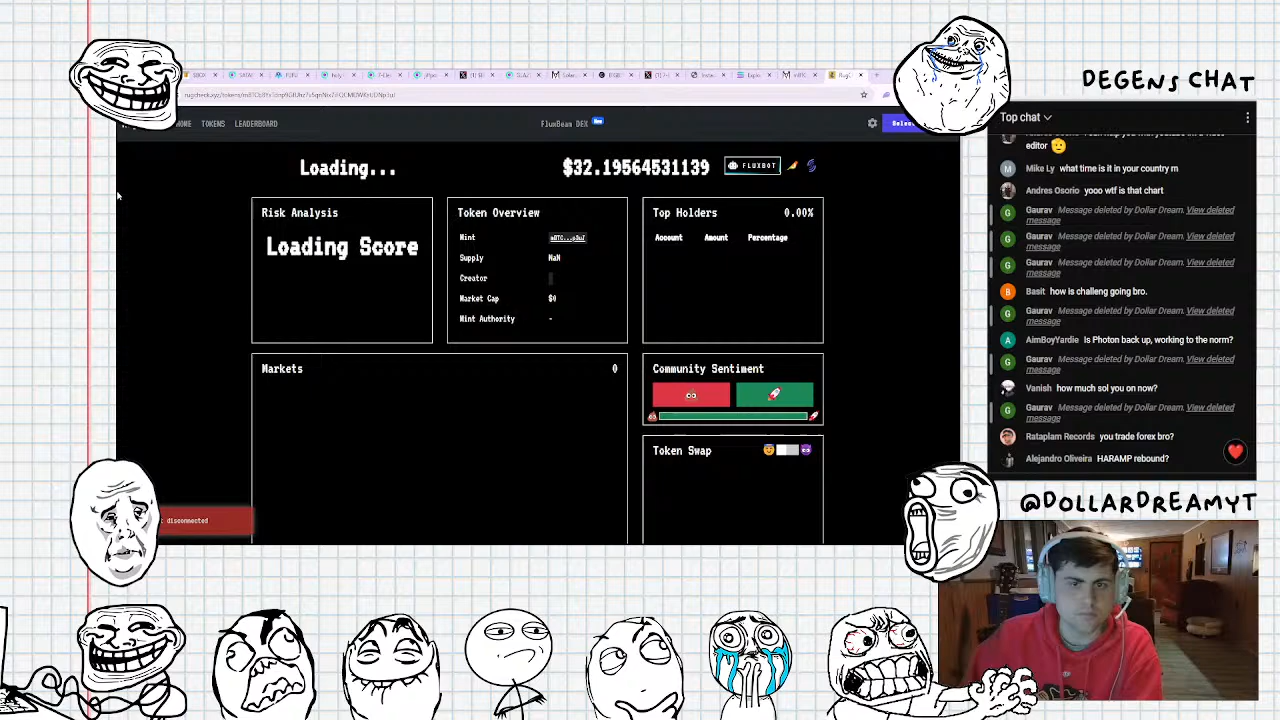 DEGENS CHAT
HOME TOKENS LEADERBOARD
FluxBeam DEX New
Loading...
$32.19564531139
FLUXBOT
Risk Analysis
Loading Score
Token Overview
Mint
Supply NaN
Creator
Market Cap $0
Mint Authority -
Top Holders 0.00%
Account Amount Percentage
Markets 0
Community Sentiment
Token Swap
disconnected
Top chat
editor
Mike Ly what time is it in your country m
Andres Osorio yooo wtf is that chart
Gaurav Message deleted by Dollar Dream. View deleted
message
Gaurav Message deleted by Dollar Dream. View deleted
message
Gaurav Message deleted by Dollar Dream. View deleted
message
Basit how is challeng going bro.
Gaurav Message deleted by Dollar Dream. View deleted
message
AimBoyYardie Is Photon back up, working to the norm?
Gaurav Message deleted by Dollar Dream. View deleted
message
Vanish how much sol you on now?
Gaurav Message deleted by Dollar Dream. View deleted
message
Rataplam Records you trade forex bro?
Alejandro Oliveira HARAMP rebound?
@DOLLARDREAMYT